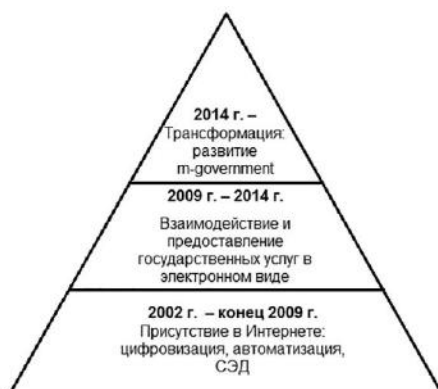 2014 г. –
Трансформация:
развитие
m-government
2009 г. – 2014 г.
Взаимодействие и
предоставление
государственных услуг в
электронном виде
2002 г. – конец 2009 г.
Присутствие в Интернете:
цифровизация, автоматизация,
СЭД